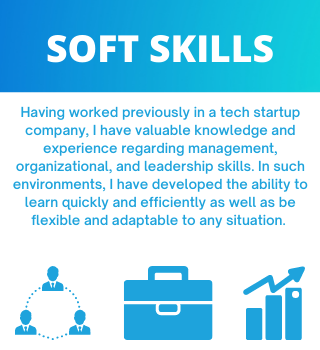 SOFT SKILLS
Having worked previously in a tech startup
company, I have valuable knowledge and
experience regarding management,
organizational, and leadership skills. In such
environments, I have developed the ability to
learn quickly and efficiently as well as be
flexible and adaptable to any situation.